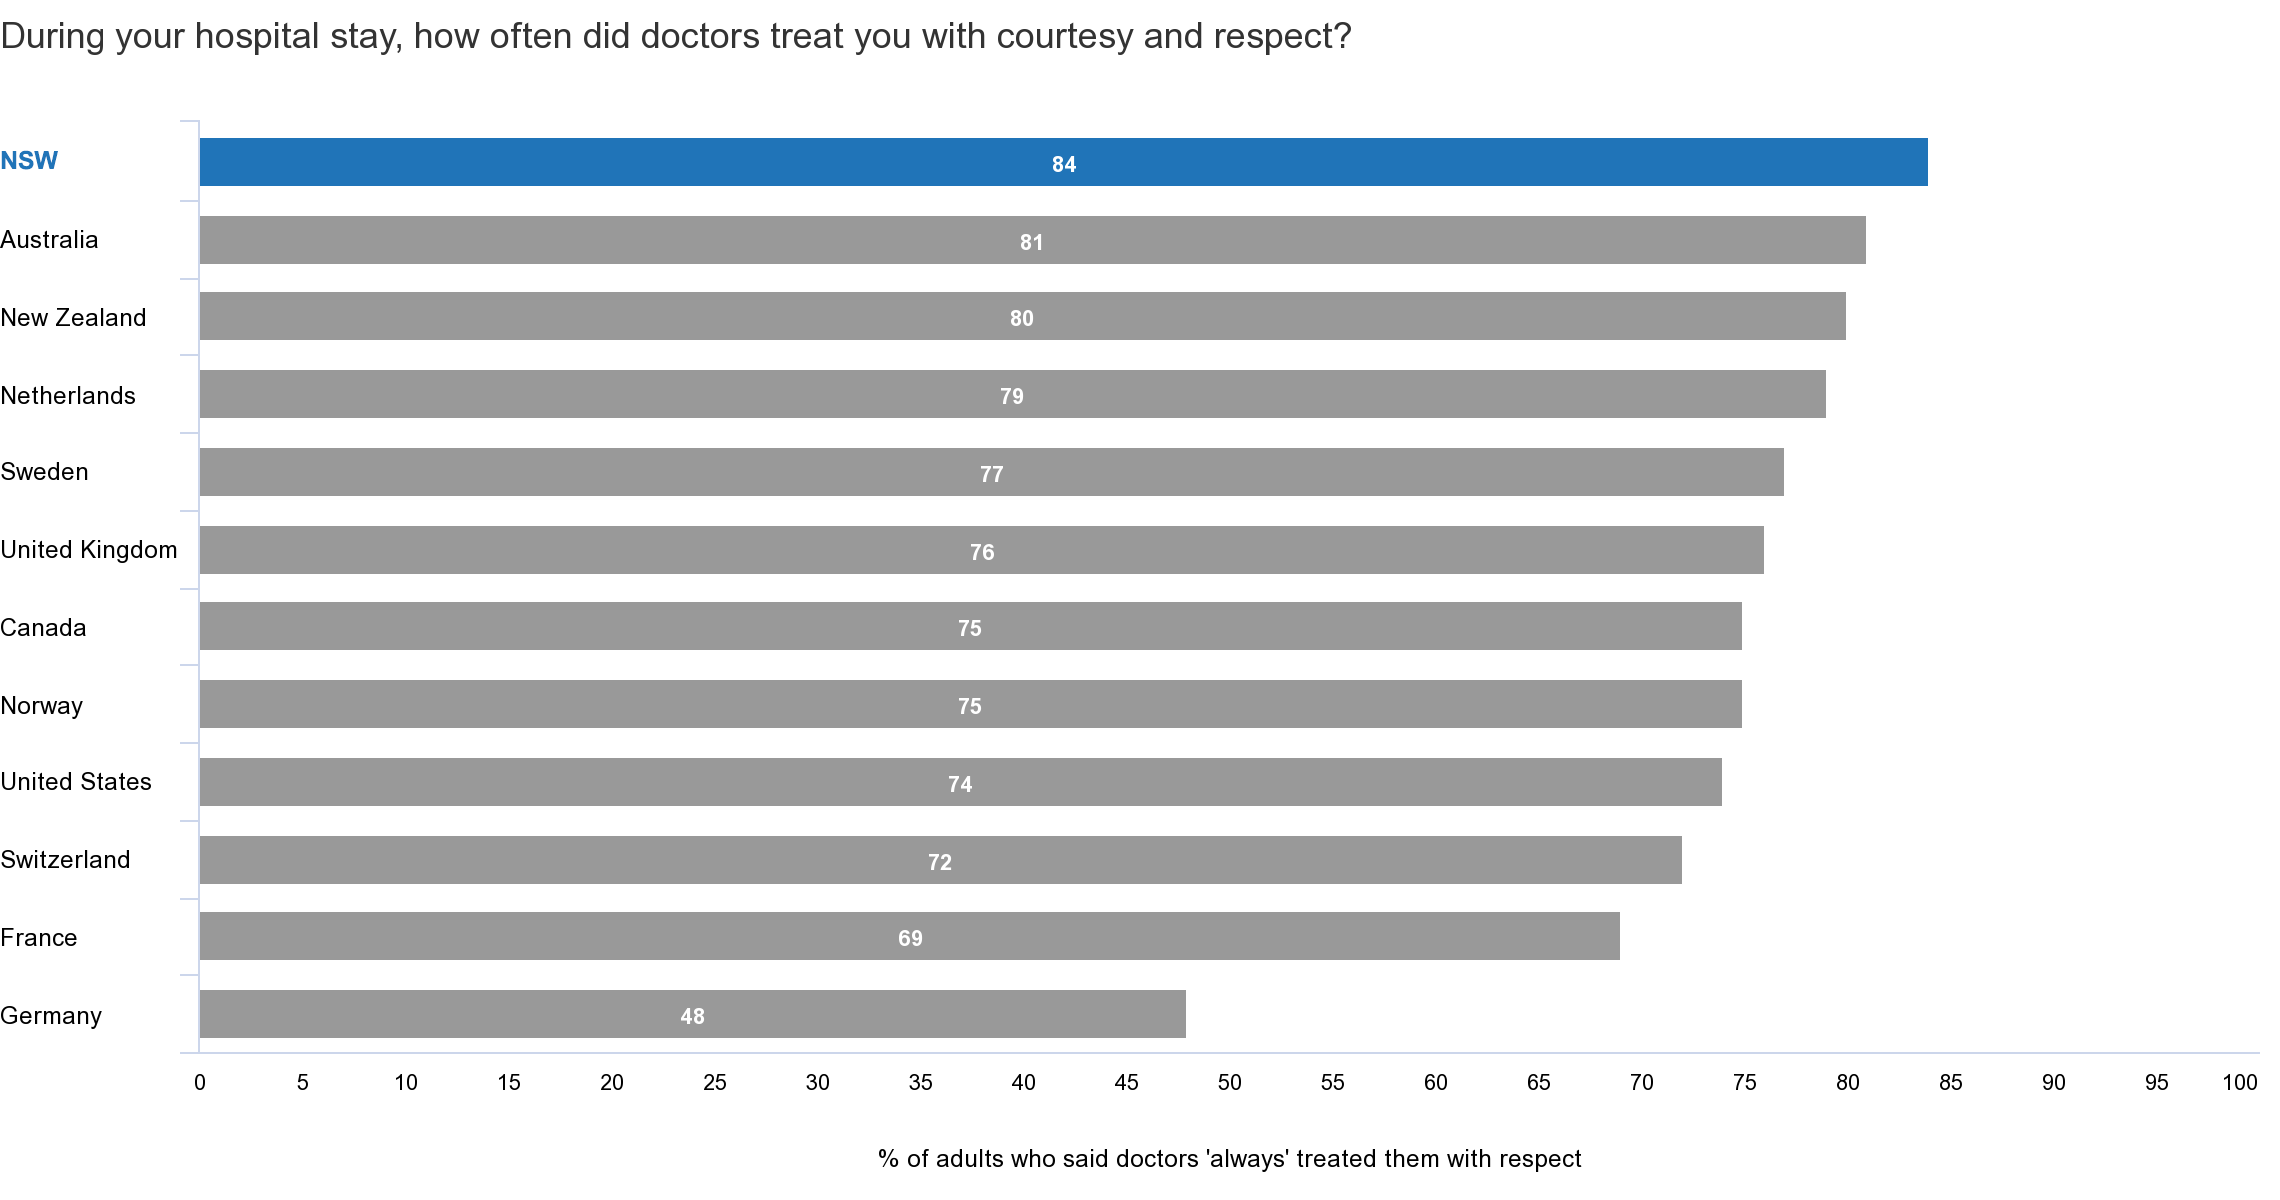 During your hospital stay, how often did doctors treat you with courtesy and respect?
NSW 84
Australia 81
New Zealand 80
Netherlands 79
Sweden 77
United Kingdom 76
Canada 75
Norway 75
United States 74
Switzerland 72
France 69
Germany 48
0 5 10 15 20 25 30 35 40 45 50 55 60 65 70 75 80 85 90 95 100
% of adults who said doctors 'always' treated them with respect